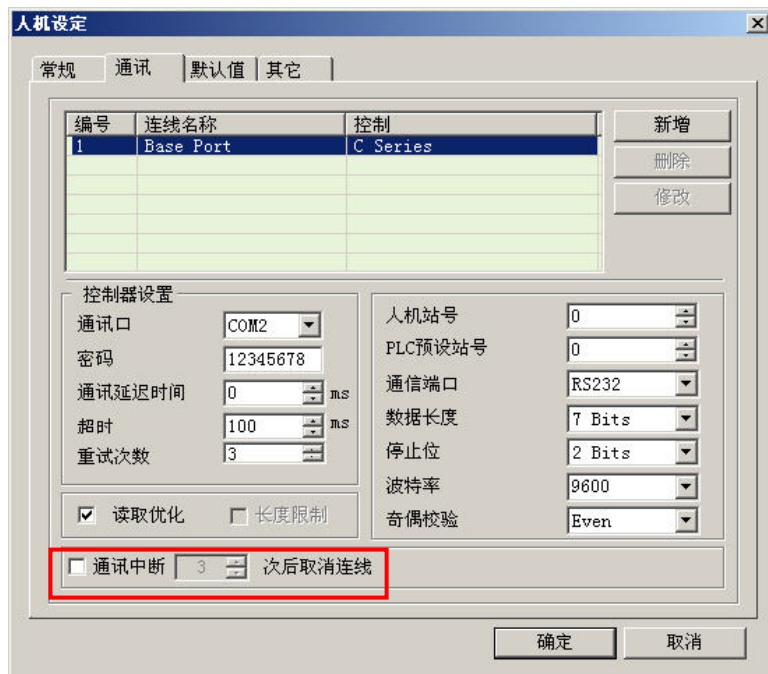 人机设定
常规 通讯 默认值 其它
编号 连线名称 控制
1 Base Port C Series
新增
删除
修改
控制器设置
通讯口 COM2
密码 12345678
通讯延迟时间 0 ms
超时 100 ms
重试次数 3
人机站号 0
PLC预设站号 0
通信端口 RS232
数据长度 7 Bits
停止位 2 Bits
波特率 9600
奇偶校验 Even
读取优化 长度限制
通讯中断 3 次后取消连线
确定 取消